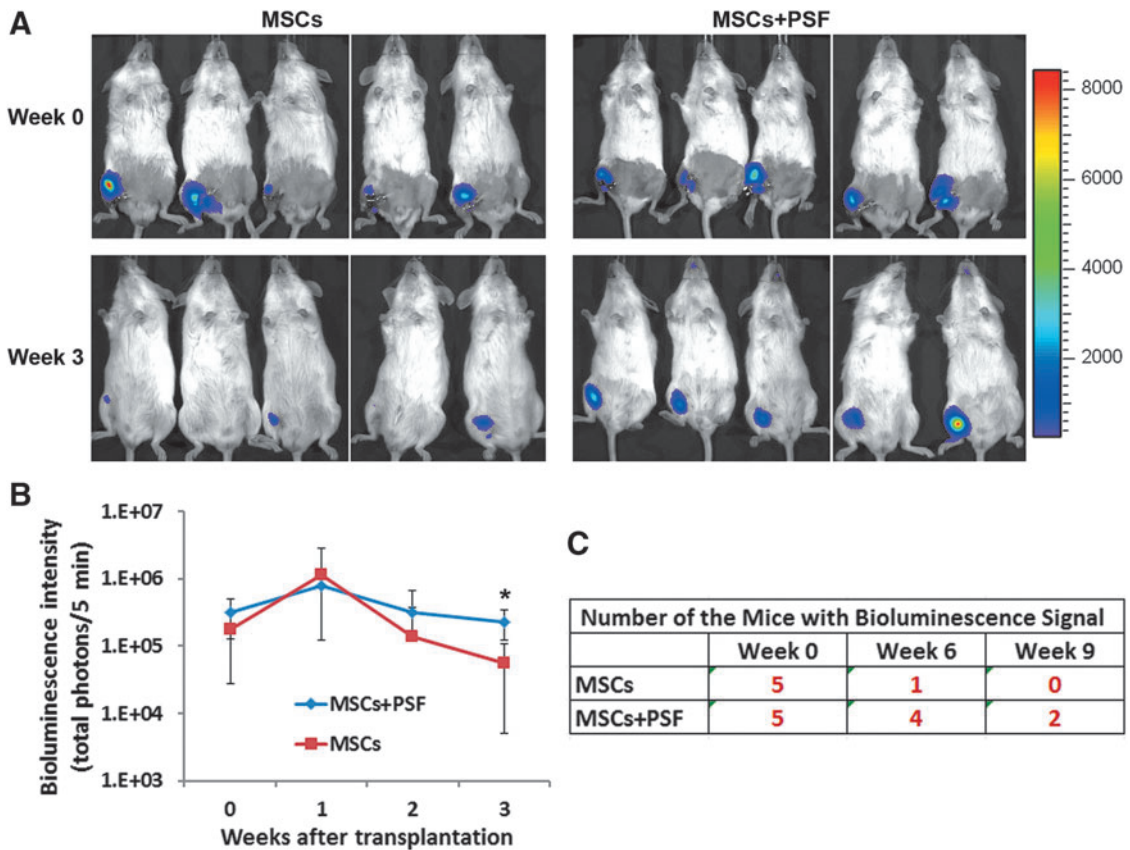 A
MSCs
MSCs+PSF
Week 0
8000
6000
4000
2000
Week 3
B
Bioluminescence intensity
(total photons/5 min)
1.E+07
1.E+06
1.E+05
1.E+04
1.E+03
*
MSCs+PSF
MSCs
0 1 2 3
Weeks after transplantation
C
Number of the Mice with Bioluminescence Signal
Week 0 Week 6 Week 9
MSCs 5 1 0
MSCs+PSF 5 4 2